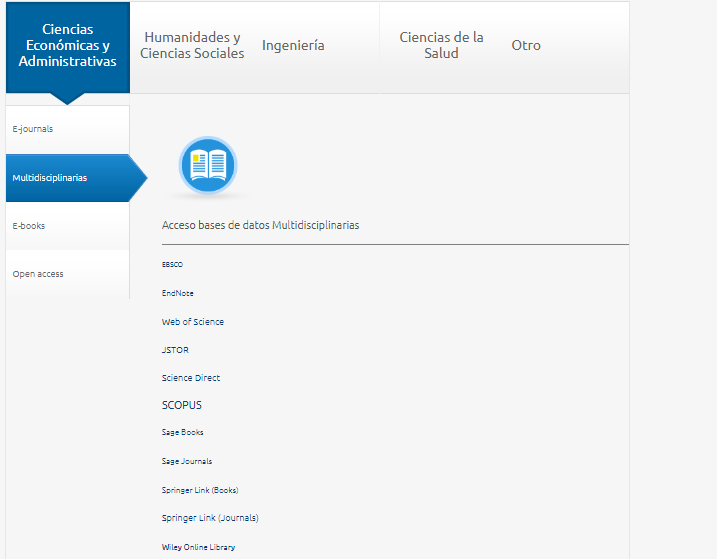 Ciencias
Económicas y
Administrativas
Humanidades y
Ciencias Sociales
Ingeniería
Ciencias de la
Salud
Otro
E-journals
Multidisciplinarias
E-books
Open access
Acceso bases de datos Multidisciplinarias
EBSCO
EndNote
Web of Science
JSTOR
Science Direct
SCOPUS
Sage Books
Sage Journals
Springer Link (Books)
Springer Link (Journals)
Wiley Online Library